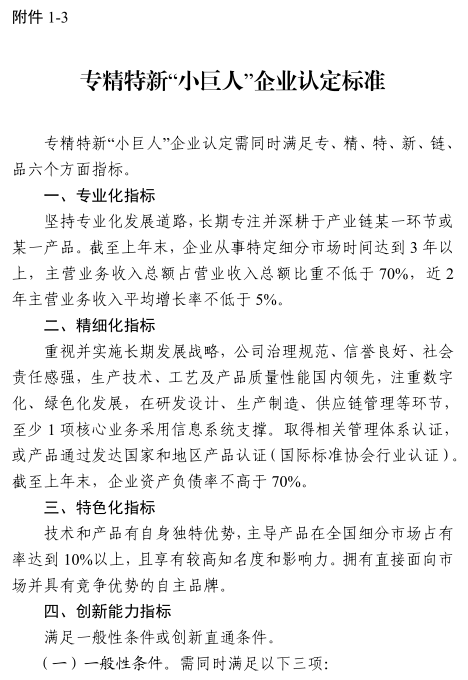 附件 1-3
专精特新“小巨人”企业认定标准
专精特新“小巨人”企业认定需同时满足专、精、特、新、链、
品六个方面指标。
一、专业化指标
坚持专业化发展道路，长期专注并深耕于产业链某一环节或
某一产品。截至上年末，企业从事特定细分市场时间达到 3 年以
上，主营业务收入总额占营业收入总额比重不低于 70%，近 2
年主营业务收入平均增长率不低于 5%。
二、精细化指标
重视并实施长期发展战略，公司治理规范、信誉良好、社会
责任感强，生产技术、工艺及产品质量性能国内领先，注重数字
化、绿色化发展，在研发设计、生产制造、供应链管理等环节，
至少 1 项核心业务采用信息系统支撑。取得相关管理体系认证，
或产品通过发达国家和地区产品认证（国际标准协会行业认证）。
截至上年末，企业资产负债率不高于 70%。
三、特色化指标
技术和产品有自身独特优势，主导产品在全国细分市场占有
率达到 10%以上，且享有较高知名度和影响力。拥有直接面向市
场并具有竞争优势的自主品牌。
四、创新能力指标
满足一般性条件或创新直通条件。
（一）一般性条件。需同时满足以下三项：